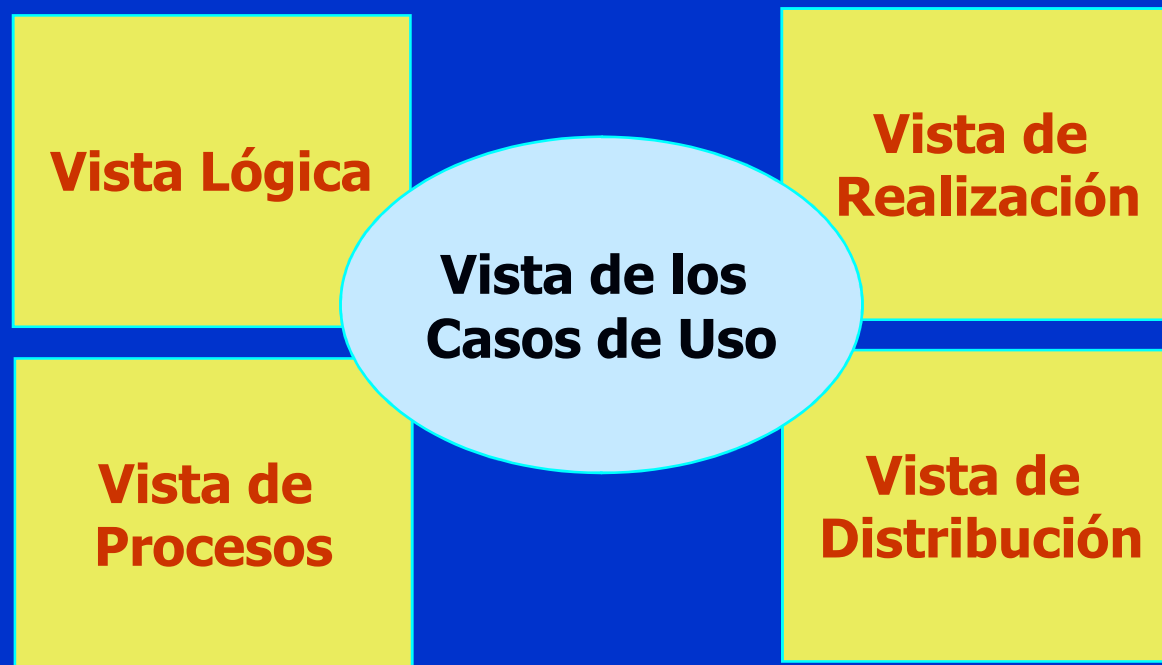 Vista Lógica
Vista de
Realización
Vista de los
Casos de Uso
Vista de
Procesos
Vista de
Distribución